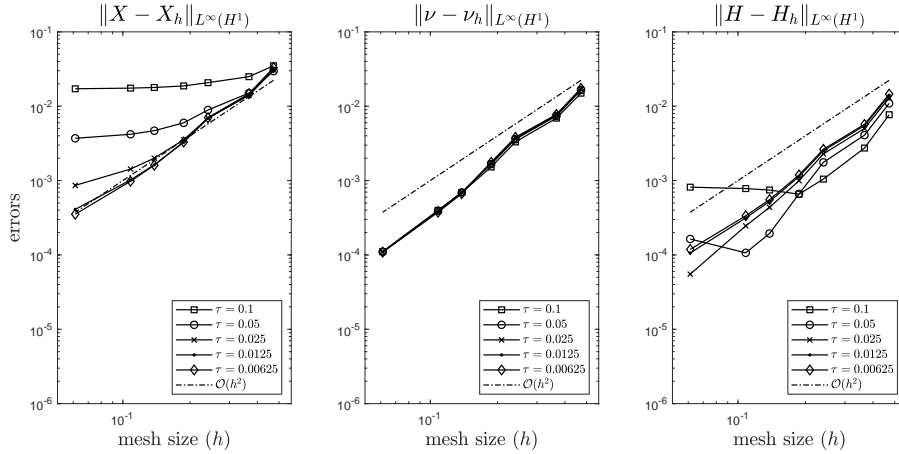 ‖X − X_h‖_{L^∞(H^1)}
10^{-1}
10^{-2}
10^{-3}
10^{-4}
10^{-5}
10^{-6}
errors
τ = 0.1
τ = 0.05
τ = 0.025
τ = 0.0125
τ = 0.00625
O(h^2)
10^{-1}
mesh size (h)
‖ν − ν_h‖_{L^∞(H^1)}
10^{-1}
10^{-2}
10^{-3}
10^{-4}
10^{-5}
10^{-6}
τ = 0.1
τ = 0.05
τ = 0.025
τ = 0.0125
τ = 0.00625
O(h^2)
10^{-1}
mesh size (h)
‖H − H_h‖_{L^∞(H^1)}
10^{-1}
10^{-2}
10^{-3}
10^{-4}
10^{-5}
10^{-6}
τ = 0.1
τ = 0.05
τ = 0.025
τ = 0.0125
τ = 0.00625
O(h^2)
10^{-1}
mesh size (h)